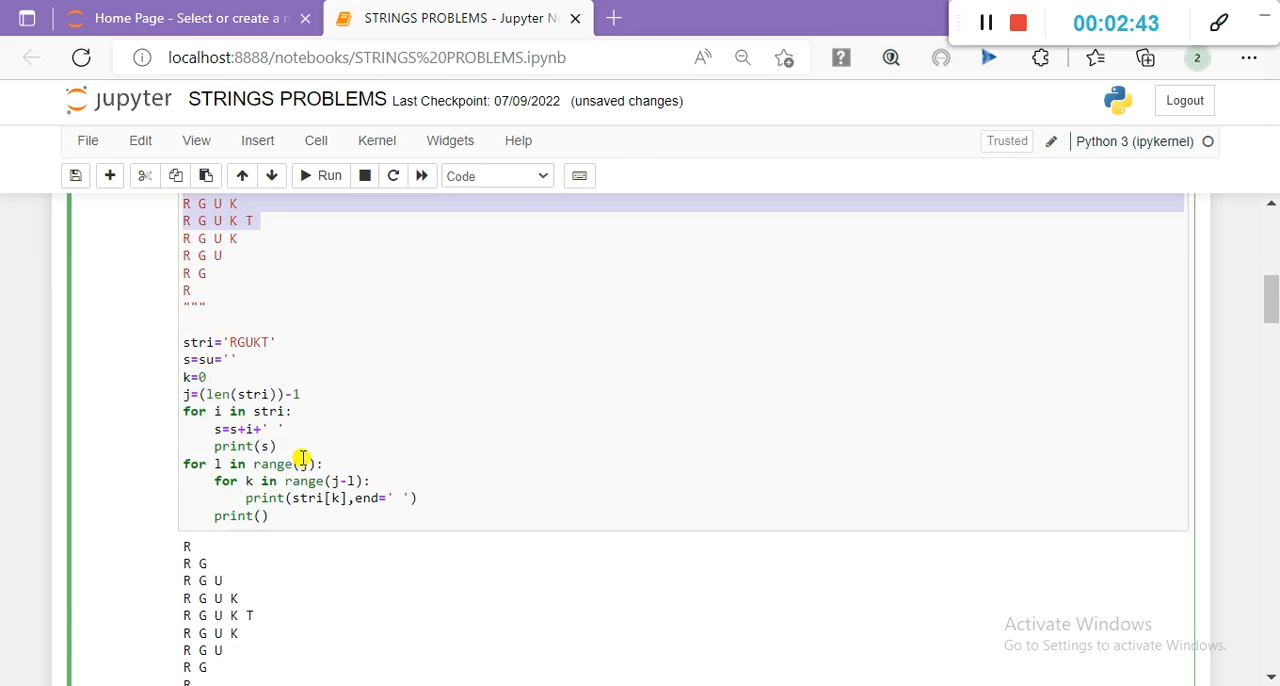 Home Page - Select or create a n
STRINGS PROBLEMS - Jupyter N
00:02:43
localhost:8888/notebooks/STRINGS%20PROBLEMS.ipynb
2
jupyter STRINGS PROBLEMS Last Checkpoint: 07/09/2022 (unsaved changes)
Logout
File Edit View Insert Cell Kernel Widgets Help
Trusted
Python 3 (ipykernel)
Run
Code
R G U K
R G U K T
R G U K
R G U
R G
R
"""
stri='RGUKT'
s=su=''
k=0
j=(len(stri))-1
for i in stri:
s=s+i+' '
print(s)
for l in range(j):
for k in range(j-l):
print(stri[k],end=' ')
print()
R
R G
R G U
R G U K
R G U K T
R G U K
R G U
R G
R
Activate Windows
Go to Settings to activate Windows.